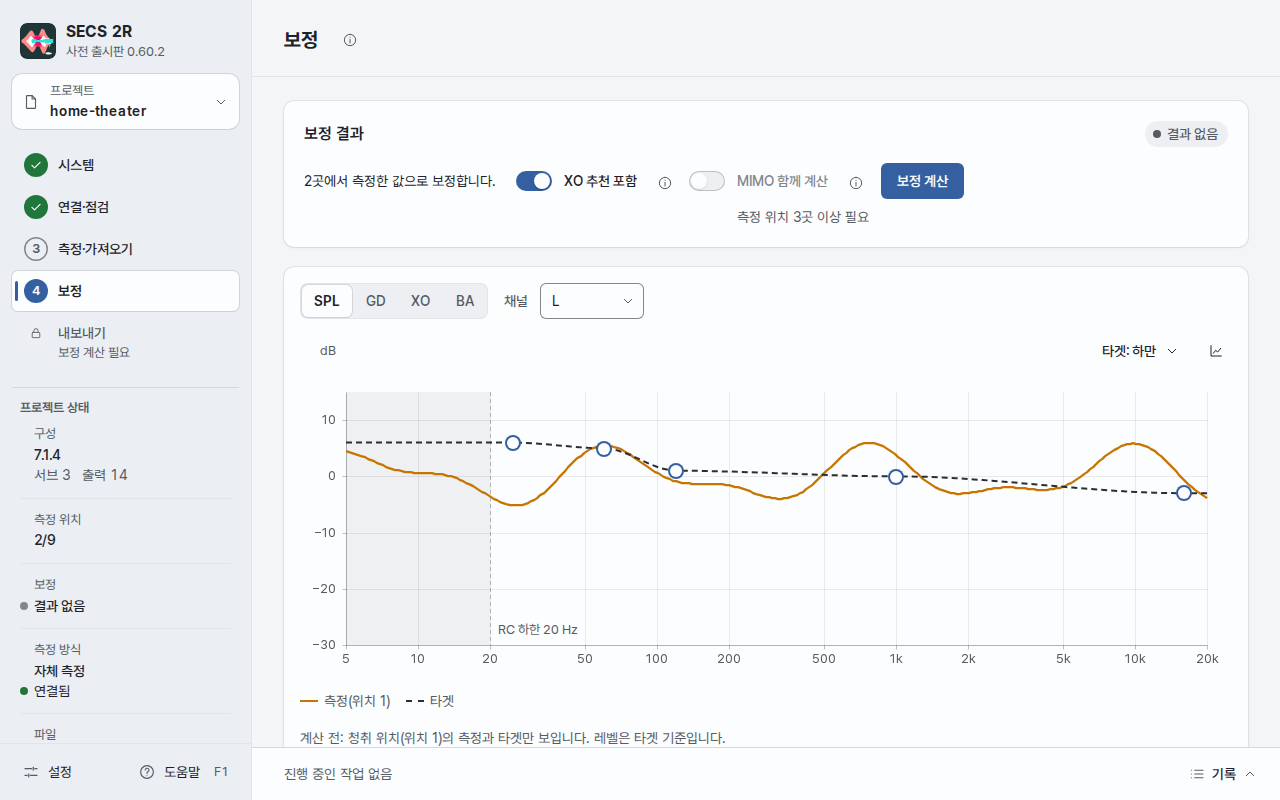 SECS 2R
사전 출시판 0.60.2
프로젝트
home-theater
시스템
연결·점검
3 측정·가져오기
4 보정
내보내기
보정 계산 필요
프로젝트 상태
구성
7.1.4
서브 3 출력 14
측정 위치
2/9
보정
결과 없음
측정 방식
자체 측정
연결됨
파일
설정
도움말 F1
보정
보정 결과
결과 없음
2곳에서 측정한 값으로 보정합니다.
XO 추천 포함
MIMO 함께 계산
보정 계산
측정 위치 3곳 이상 필요
SPL GD XO BA
채널
L
dB
타겟: 하만
10
0
−10
−20
−30
RC 하한 20 Hz
5 10 20 50 100 200 500 1k 2k 5k 10k 20k
측정(위치 1) 타겟
계산 전: 청취 위치(위치 1)의 측정과 타겟만 보입니다. 레벨은 타겟 기준입니다.
진행 중인 작업 없음
기록